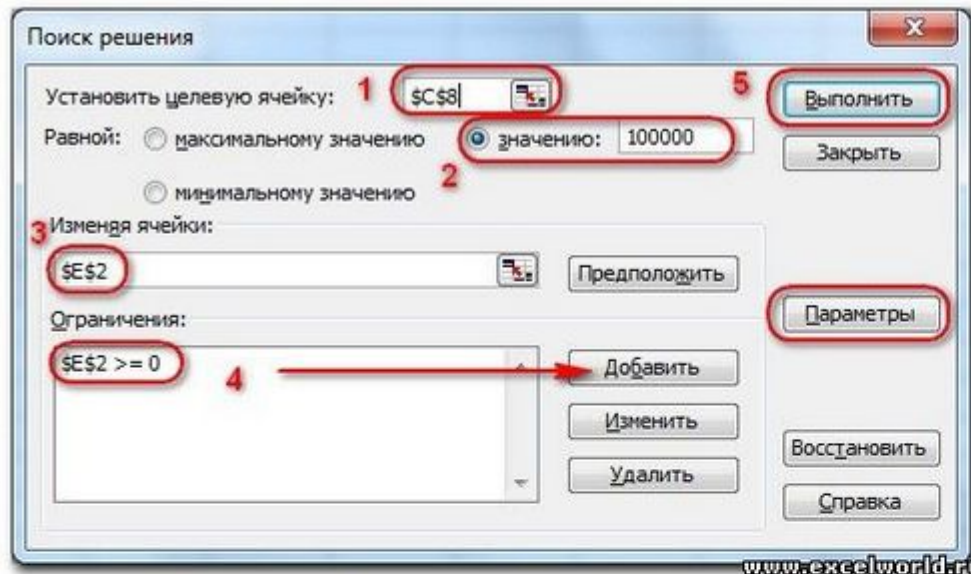 Поиск решения
Установить целевую ячейку: 1 $C$8 5 Выполнить
Равной: максимальному значению значению: 100000 Закрыть
2
минимальному значению
Изменяя ячейки:
3
$E$2 Предположить
Ограничения: Параметры
$E$2 >= 0 4 Добавить
Изменить
Восстановить
Удалить
Справка
www.excelworld.r